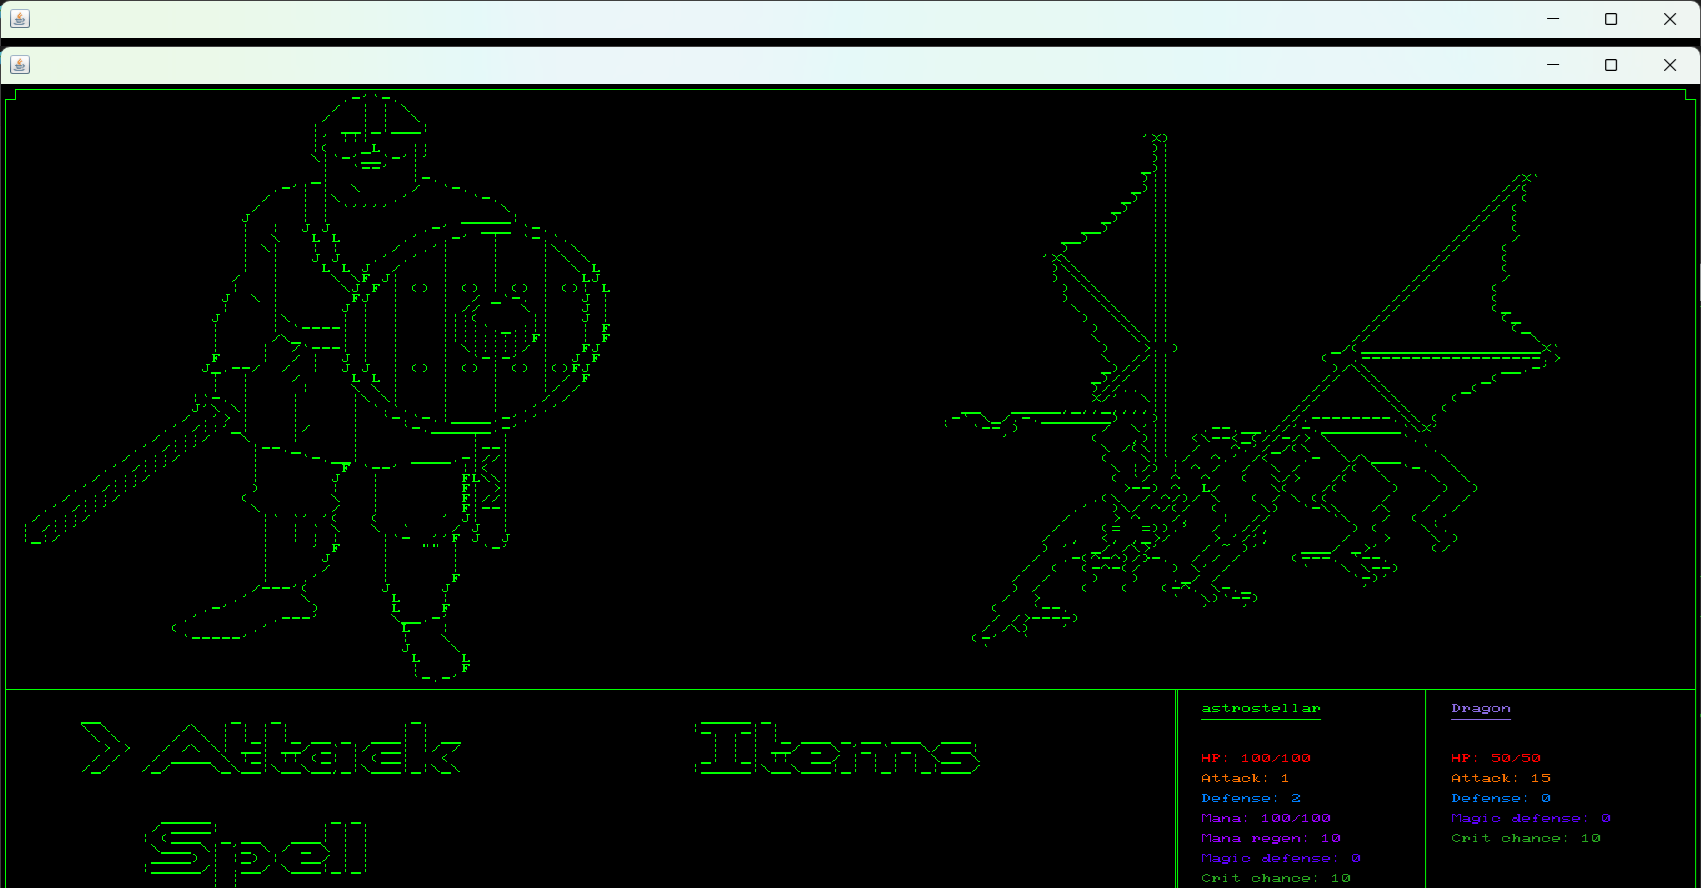 > Attack
Items
Spell
astrostellar
HP: 100/100
Attack: 1
Defense: 2
Mana: 100/100
Mana regen: 10
Magic defense: 0
Crit chance: 10
Dragon
HP: 50/50
Attack: 15
Defense: 0
Magic defense: 0
Crit chance: 10